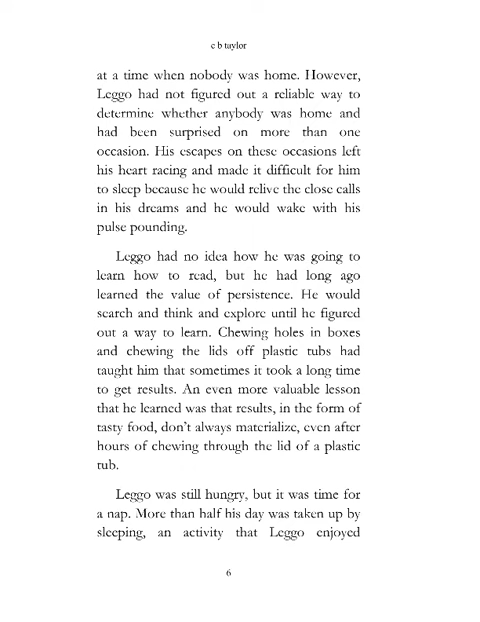 c b taylor
at a time when nobody was home. However,
Leggo had not figured out a reliable way to
determine whether anybody was home and
had been surprised on more than one
occasion. His escapes on these occasions left
his heart racing and made it difficult for him
to sleep because he would relive the close calls
in his dreams and he would wake with his
pulse pounding.
Leggo had no idea how he was going to
learn how to read, but he had long ago
learned the value of persistence. He would
search and think and explore until he figured
out a way to learn. Chewing holes in boxes
and chewing the lids off plastic tubs had
taught him that sometimes it took a long time
to get results. An even more valuable lesson
that he learned was that results, in the form of
tasty food, don't always materialize, even after
hours of chewing through the lid of a plastic
tub.
Leggo was still hungry, but it was time for
a nap. More than half his day was taken up by
sleeping, an activity that Leggo enjoyed
6